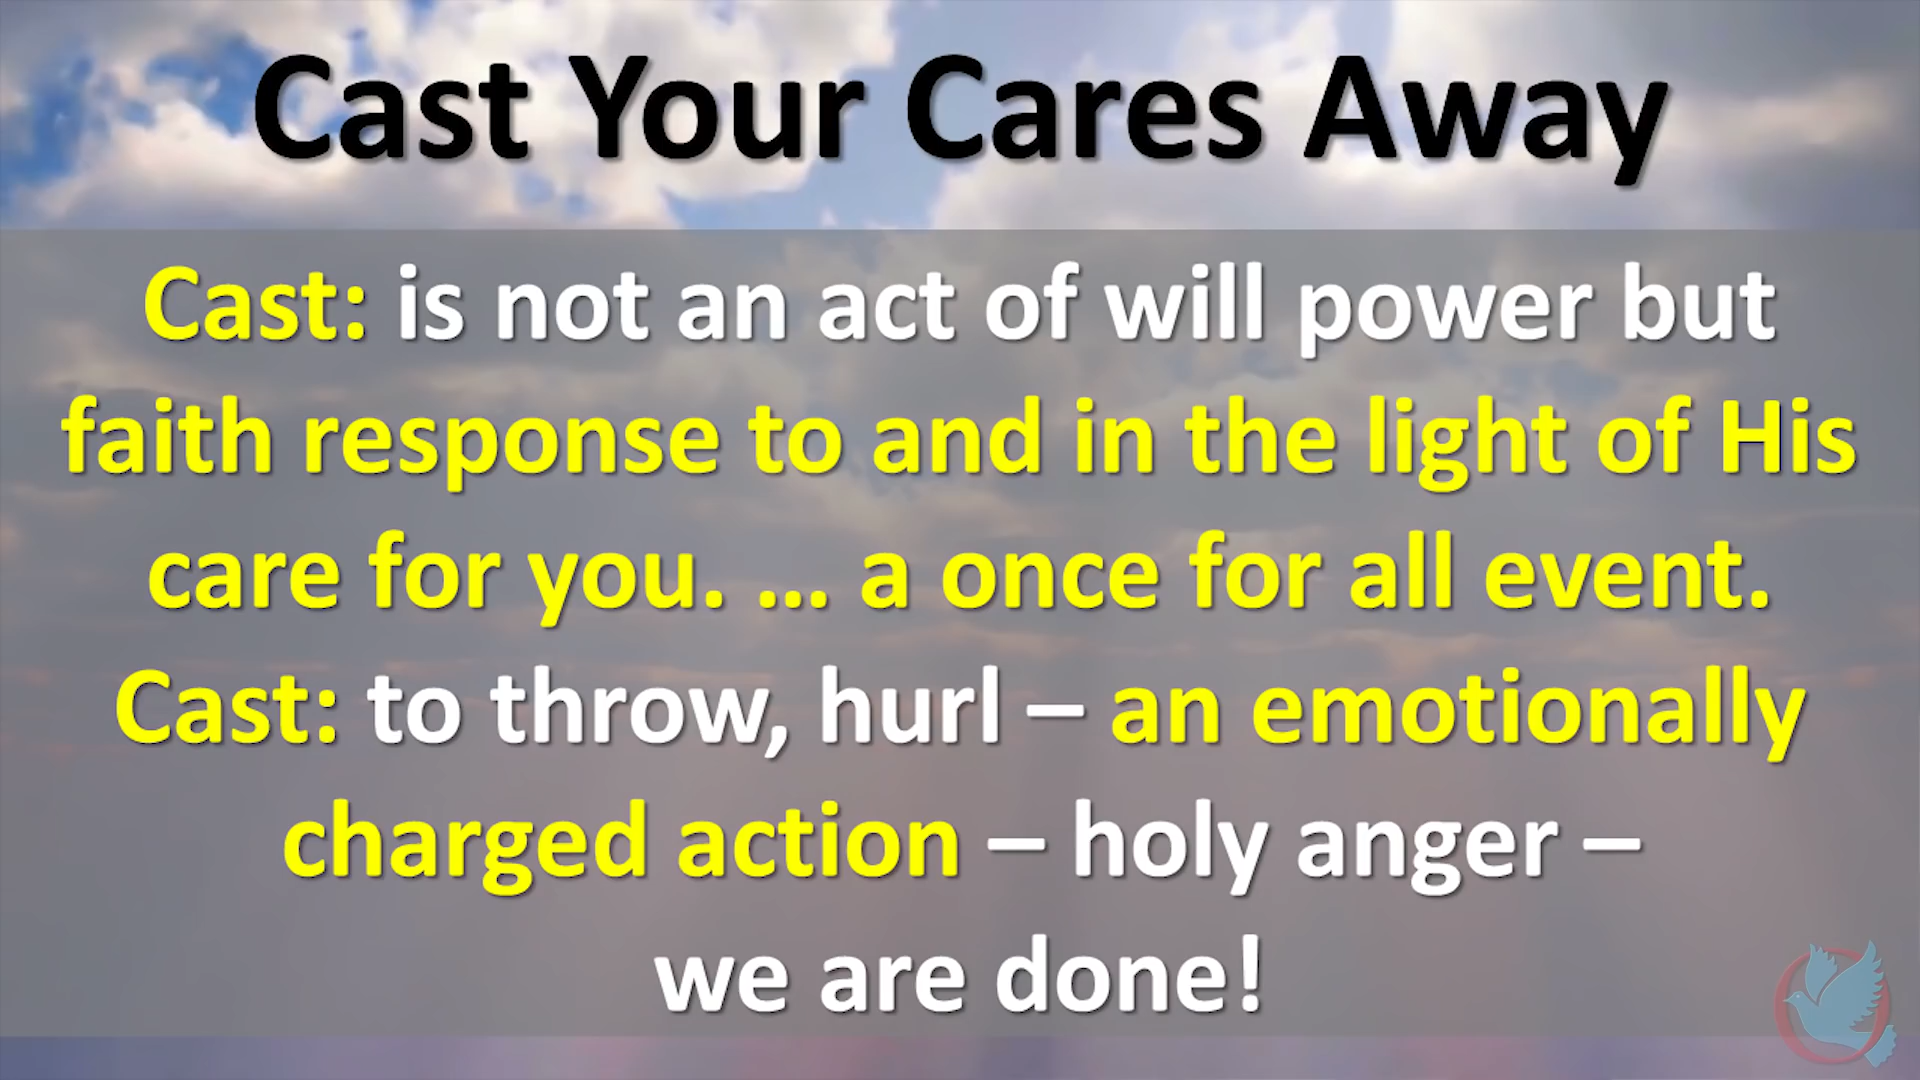 Cast Your Cares Away
Cast: is not an act of will power but
faith response to and in the light of His
care for you. ... a once for all event.
Cast: to throw, hurl – an emotionally
charged action – holy anger –
we are done!